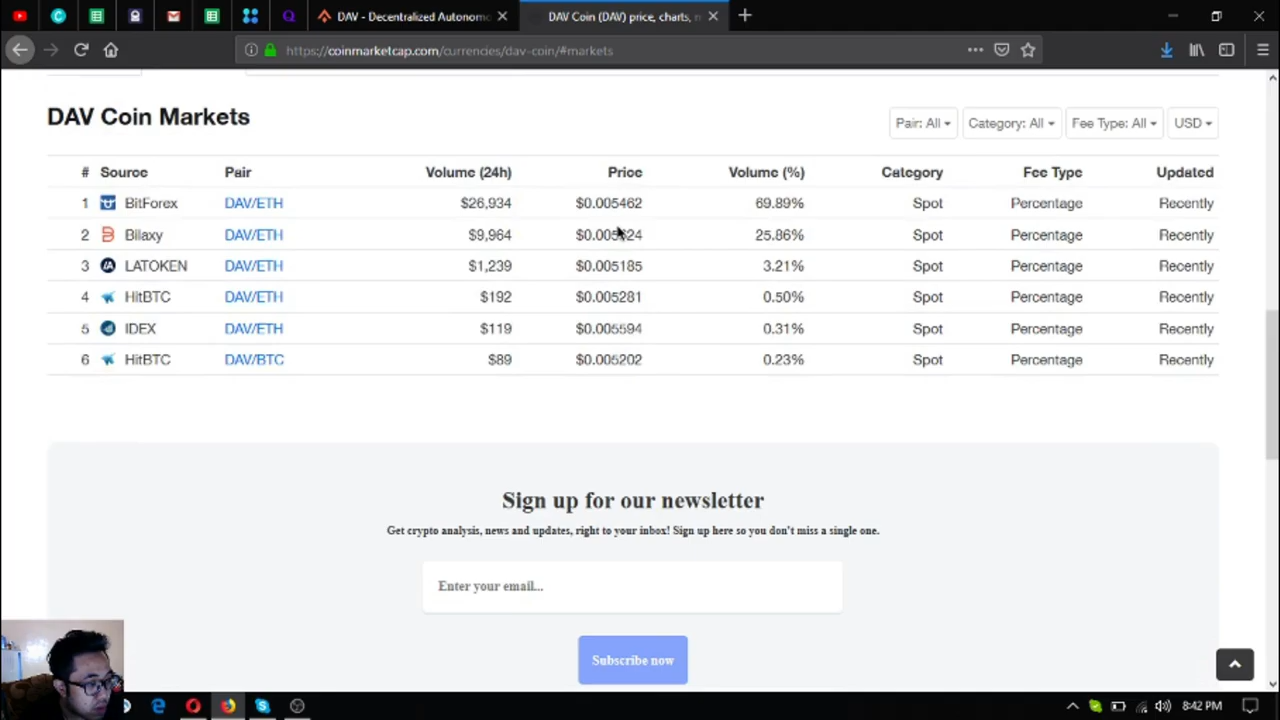 DAV - Decentralized Autonomo
DAV Coin (DAV) price, charts,
https://coinmarketcap.com/currencies/dav-coin/#markets
DAV Coin Markets
Pair: All Category: All Fee Type: All USD
# Source Pair Volume (24h) Price Volume (%) Category Fee Type Updated
1 BitForex DAV/ETH $26,934 $0.005462 69.89% Spot Percentage Recently
2 Bilaxy DAV/ETH $9,964 25.86% Spot Percentage Recently
3 LATOKEN DAV/ETH $1,239 $0.005185 3.21% Spot Percentage Recently
4 HitBTC DAV/ETH $192 $0.005281 0.50% Spot Percentage Recently
5 IDEX DAV/ETH $119 $0.005594 0.31% Spot Percentage Recently
6 HitBTC DAV/BTC $89 $0.005202 0.23% Spot Percentage Recently
Sign up for our newsletter
Get crypto analysis, news and updates, right to your inbox! Sign up here so you don't miss a single one.
Enter your email...
Subscribe now
8:42 PM